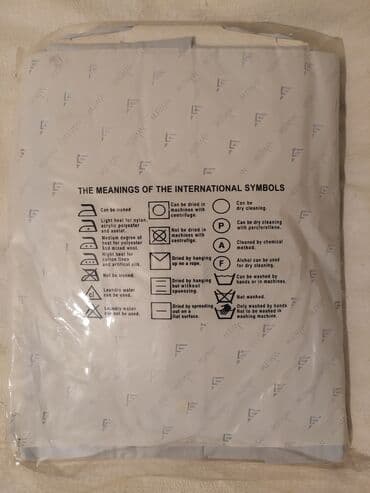 THE MEANINGS OF THE INTERNATIONAL SYMBOLS
Can be ironed
Light heat for nylon
acrylic polyester
and acetat.
Medium degree of
heat for polyester
and mixed wool.
Hight heat for
cotton linen
and artifical silk.
Not be ironed.
Laundry water
can be used.
Laundry water
can not be used.
Can be dried in
machines with
centrifuge.
Not be dried in
machines with
centrifuge.
Dried by hanging
up on a rope.
Dried by hanging
but without
squeezing.
Dried by spreading
out on a
flat surface.
Can be
dry cleaning.
P
Can be dry cleaning
with percloretlene.
A
Cleaned by chemical
method.
F
Alcohol can be used
for dry cleaning.
Can be washed by
hands or in machines.
Not washed.
Only washed by hands
Not to be washed in
washing machine.